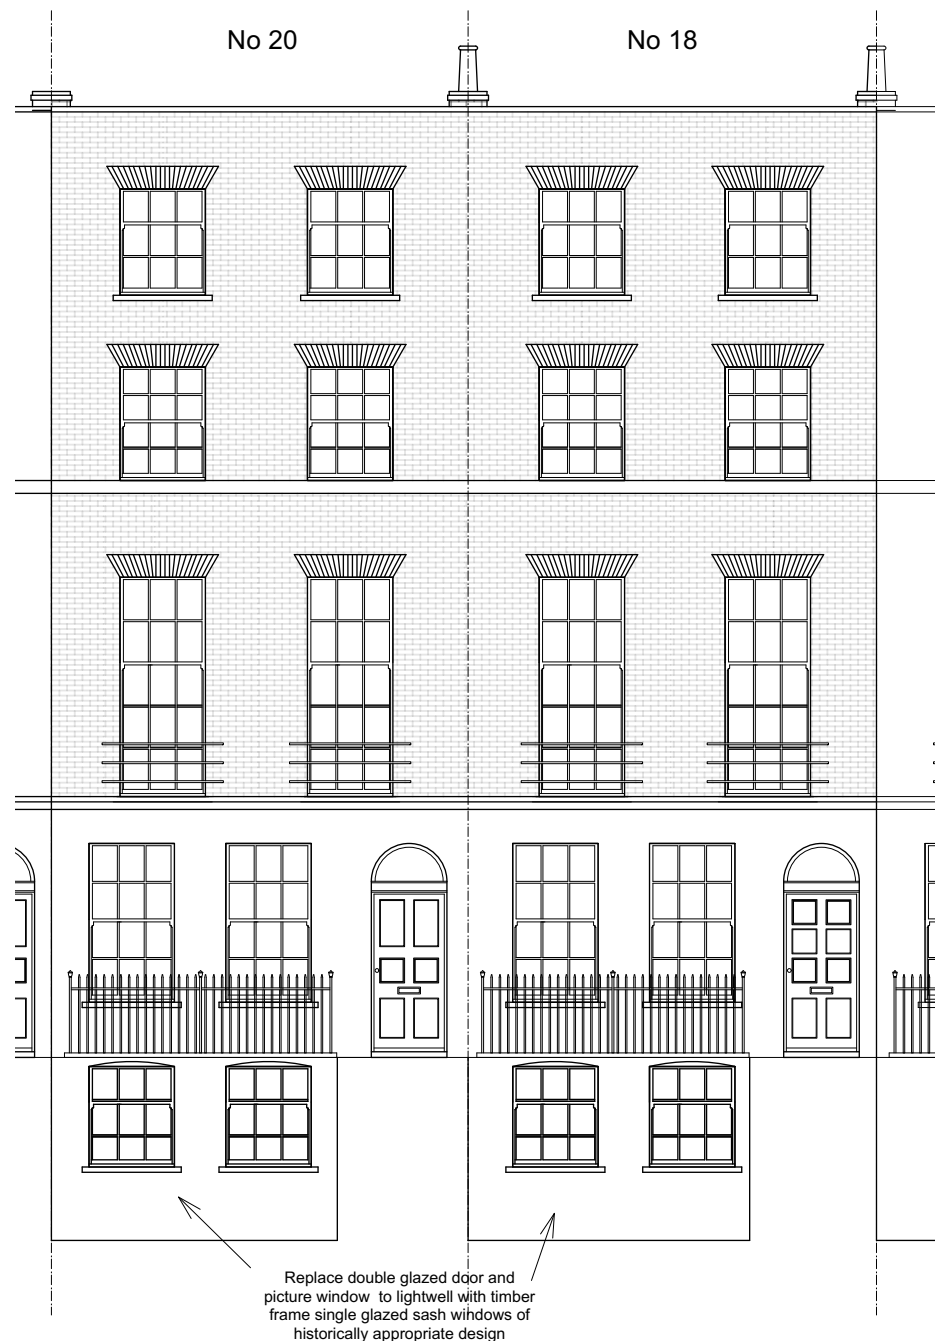 No 20
No 18
Replace double glazed door and
picture window to lightwell with timber
frame single glazed sash windows of
historically appropriate design